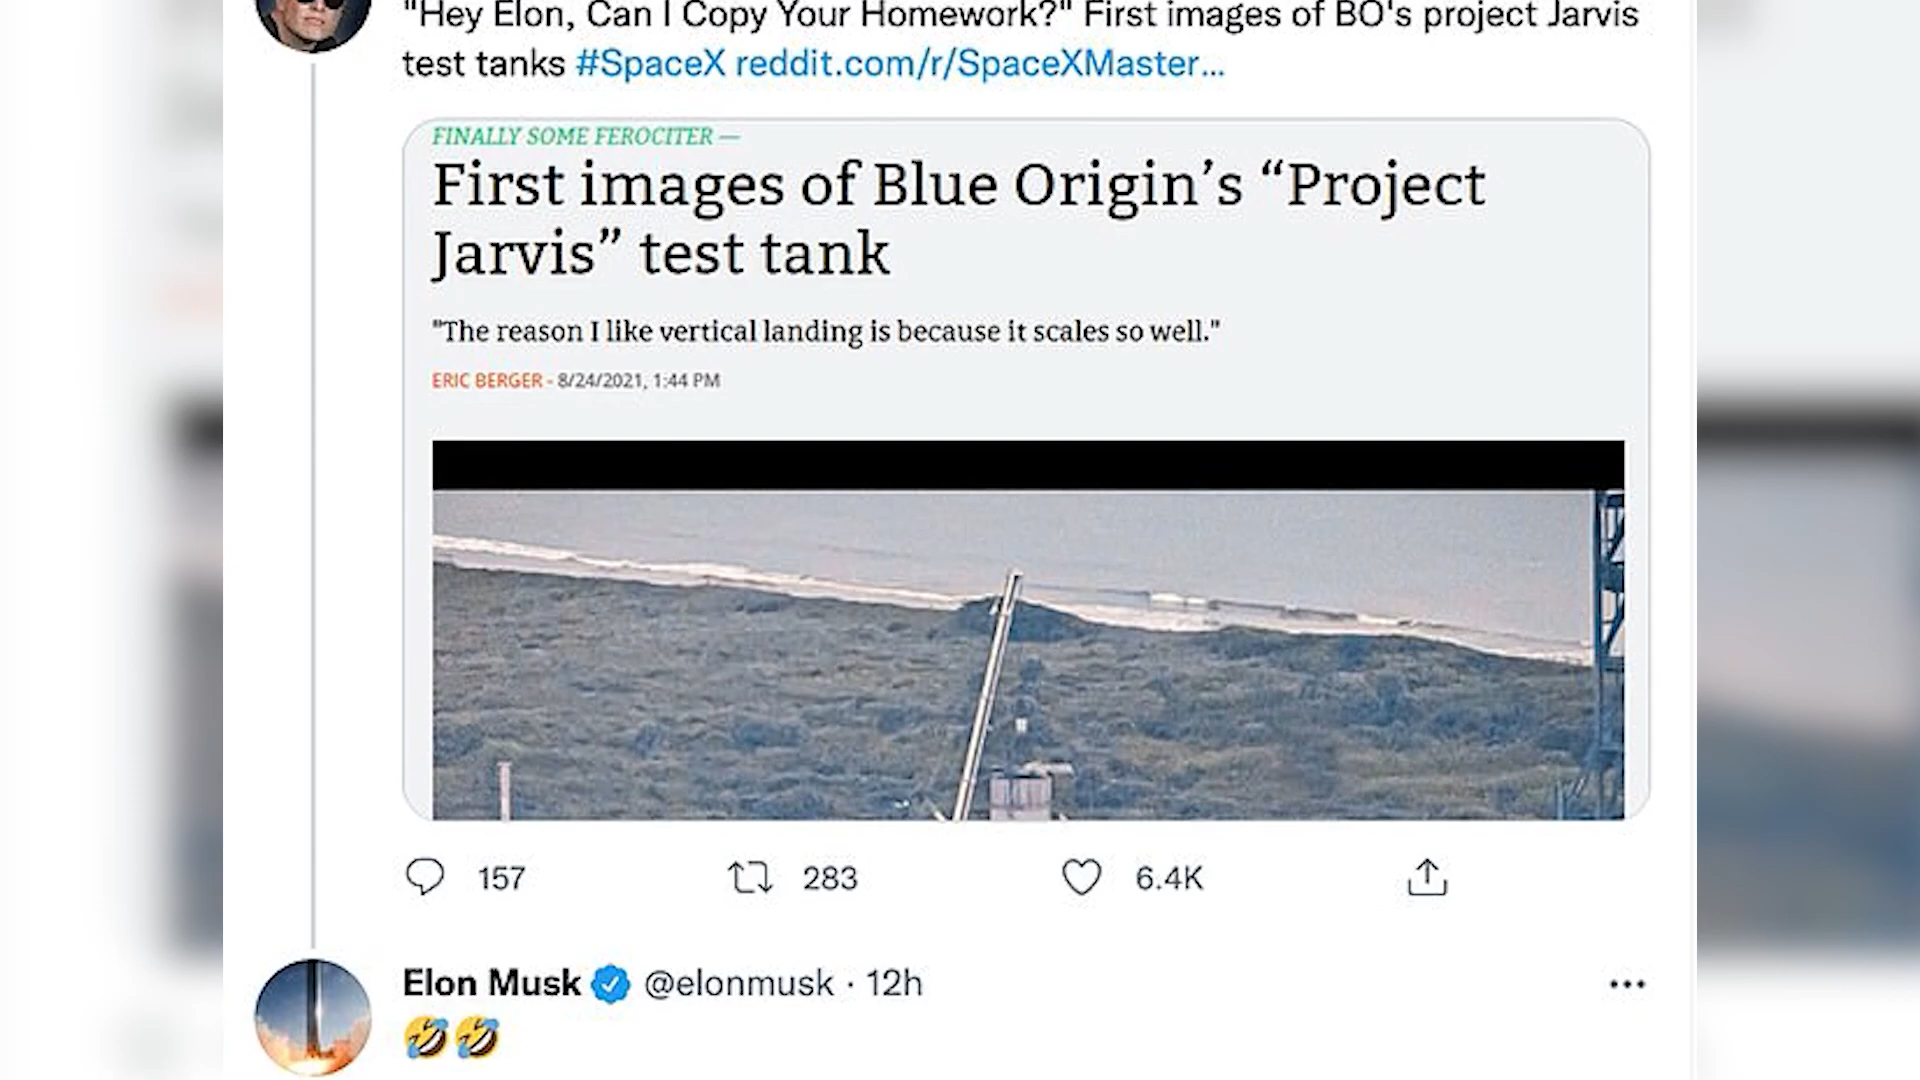 "Hey Elon, Can I Copy Your Homework?" First images of BO's project Jarvis
test tanks #SpaceX reddit.com/r/SpaceXMaster...
FINALLY SOME FEROCITER —
First images of Blue Origin’s “Project
Jarvis” test tank
"The reason I like vertical landing is because it scales so well."
ERIC BERGER - 8/24/2021, 1:44 PM
157 283 6.4K
Elon Musk @elonmusk · 12h
🤣🤣